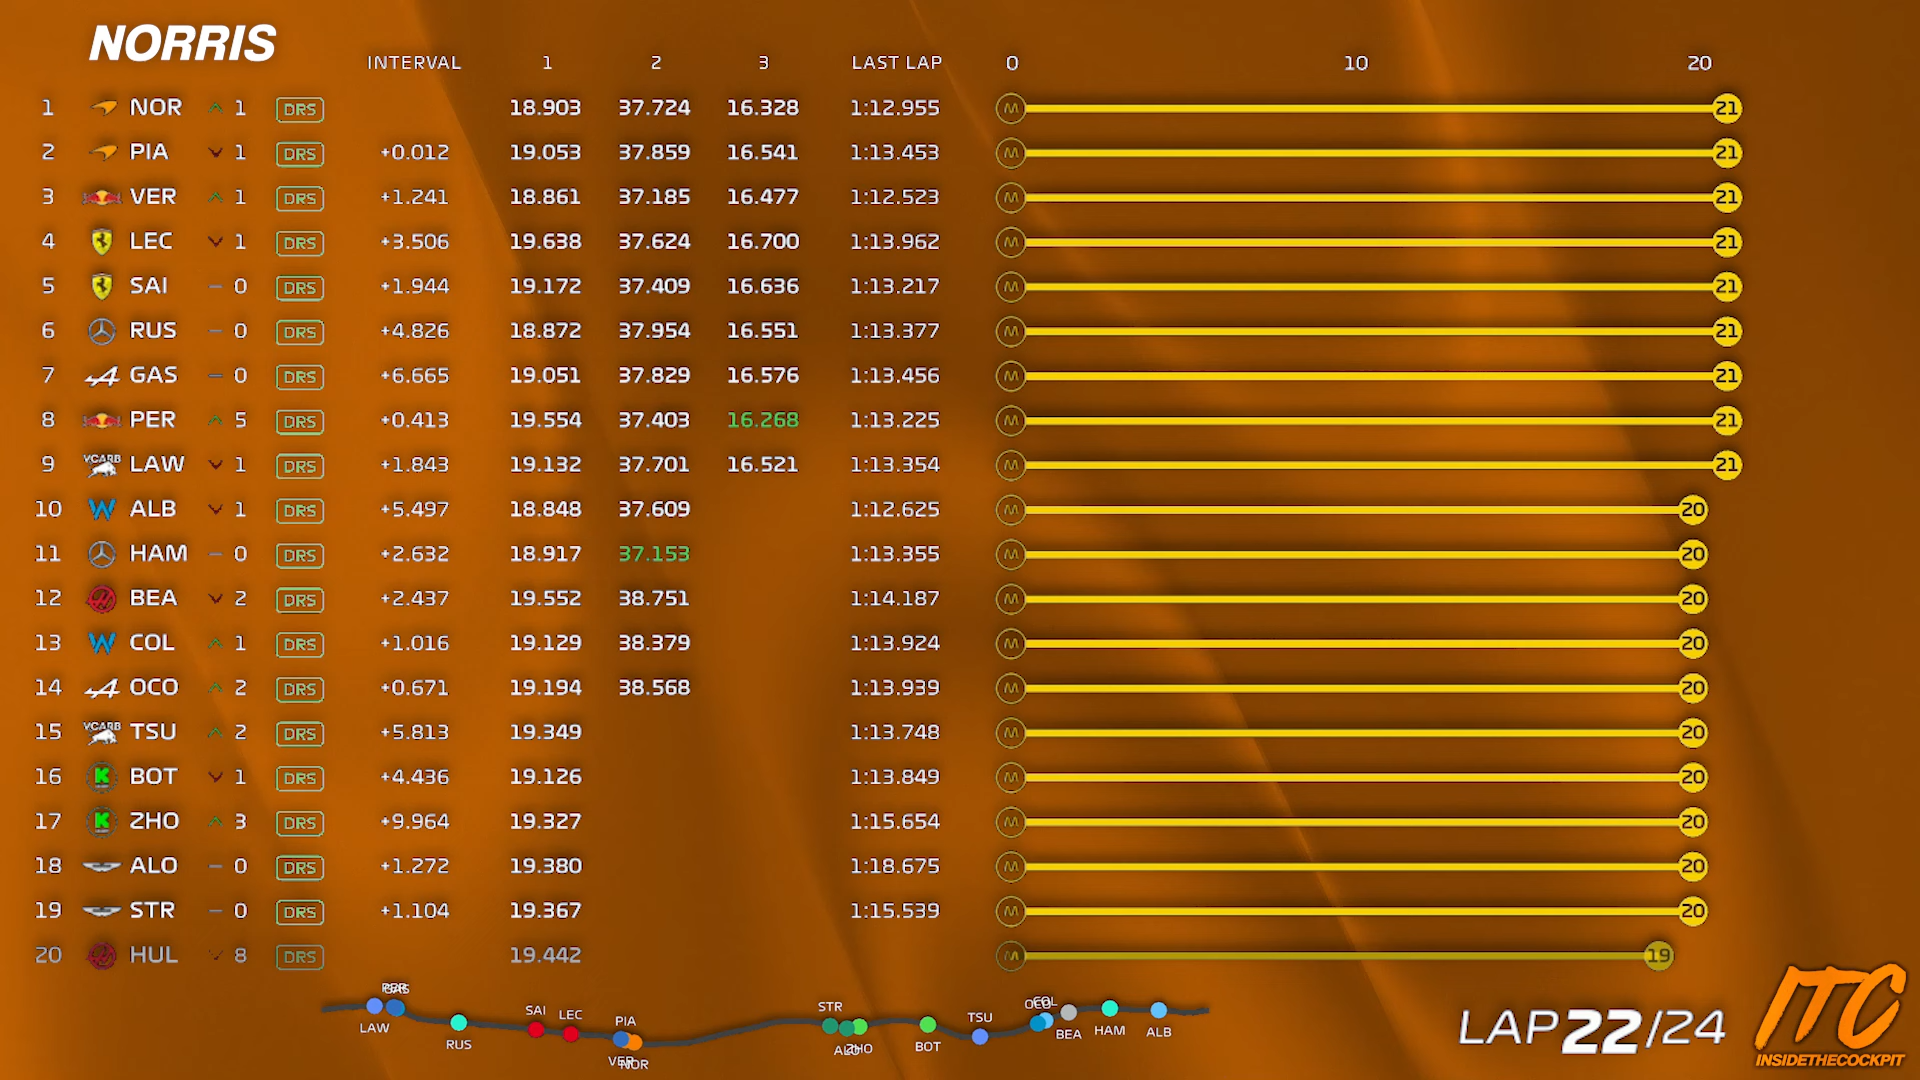 NORRIS
INTERVAL 1 2 3 LAST LAP 0 10 20
1 NOR 1 DRS 18.903 37.724 16.328 1:12.955 M 21
2 PIA 1 DRS +0.012 19.053 37.859 16.541 1:13.453 M 21
3 VER 1 DRS +1.241 18.861 37.185 16.477 1:12.523 M 21
4 LEC 1 DRS +3.506 19.638 37.624 16.700 1:13.962 M 21
5 SAI 0 DRS +1.944 19.172 37.409 16.636 1:13.217 M 21
6 RUS 0 DRS +4.826 18.872 37.954 16.551 1:13.377 M 21
7 GAS 0 DRS +6.665 19.051 37.829 16.576 1:13.456 M 21
8 PER 5 DRS +0.413 19.554 37.403 16.268 1:13.225 M 21
9 VCARB LAW 1 DRS +1.843 19.132 37.701 16.521 1:13.354 M 21
10 ALB 1 DRS +5.497 18.848 37.609 1:12.625 M 20
11 HAM 0 DRS +2.632 18.917 37.153 1:13.355 M 20
12 BEA 2 DRS +2.437 19.552 38.751 1:14.187 M 20
13 COL 1 DRS +1.016 19.129 38.379 1:13.924 M 20
14 OCO 2 DRS +0.671 19.194 38.568 1:13.939 M 20
15 VCARB TSU 2 DRS +5.813 19.349 1:13.748 M 20
16 K BOT 1 DRS +4.436 19.126 1:13.849 M 20
17 K ZHO 3 DRS +9.964 19.327 1:15.654 M 20
18 ALO 0 DRS +1.272 19.380 1:18.675 M 20
19 STR 0 DRS +1.104 19.367 1:15.539 M 20
20 HUL 8 DRS 19.442 M 19
PER GAS
SAI LEC PIA STR OCO COL
LAW RUS VER NOR ALO ZHO BOT TSU BEA HAM ALB
LAP 22/24
ITC
INSIDETHECOCKPIT